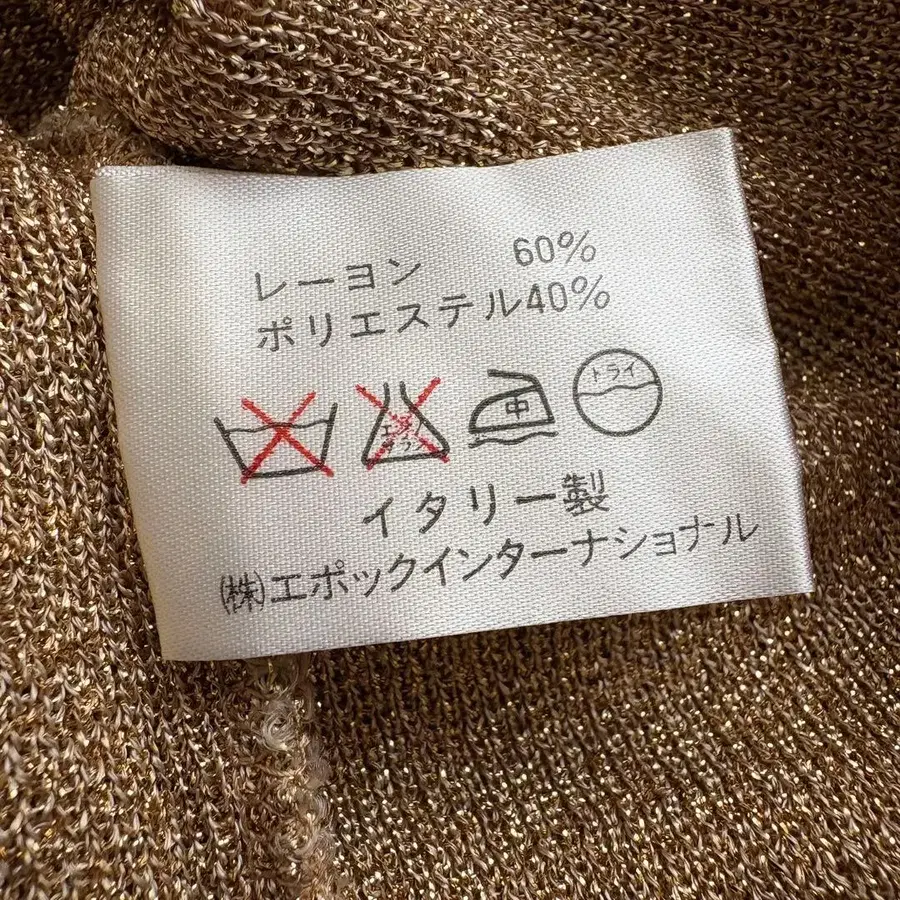 レーヨン 60%
ポリエステル40%
中
ドライ
イタリー製
(株)エポックインターナショナル